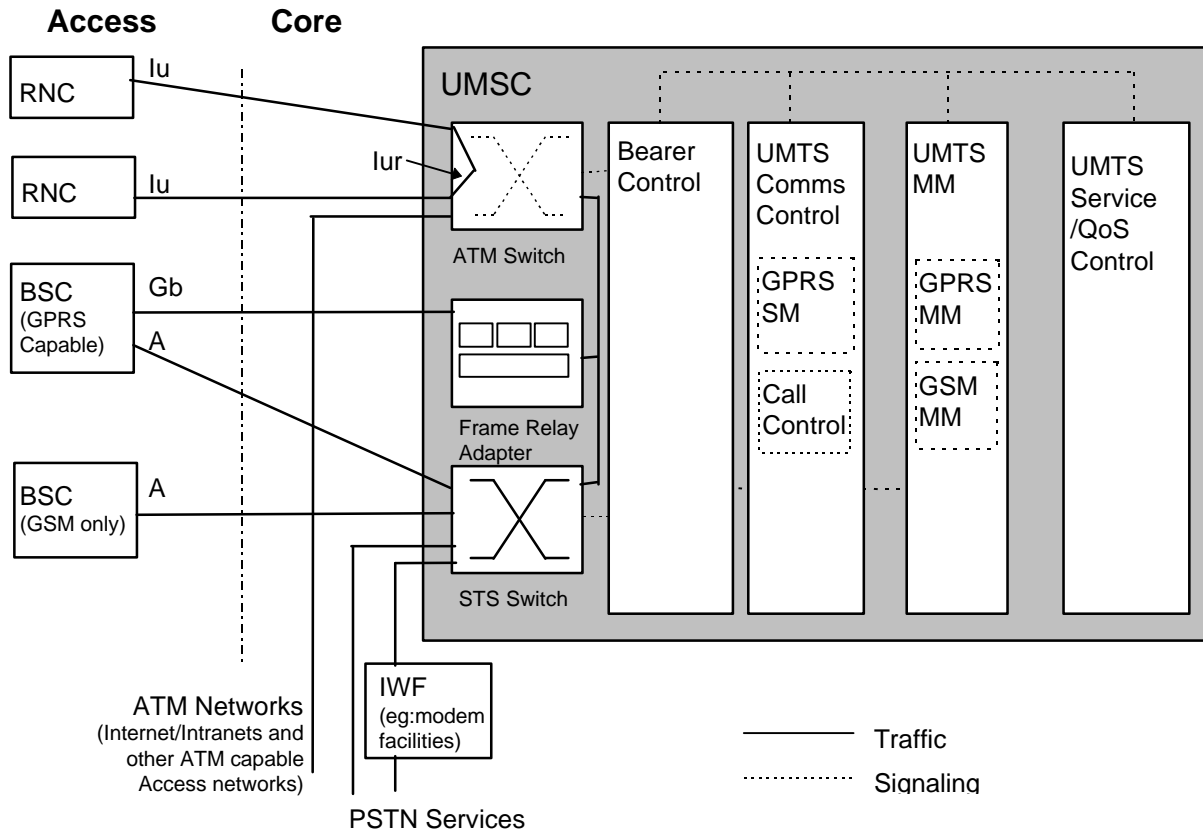 Access
Core
RNC
Iu
RNC
Iu
BSC
(GPRS
Capable)
Gb
A
BSC
(GSM only)
A
UMSC
Iur
ATM Switch
Frame Relay
Adapter
STS Switch
Bearer
Control
UMTS
Comms
Control
GPRS
SM
Call
Control
UMTS
MM
GPRS
MM
GSM
MM
UMTS
Service
/QoS
Control
ATM Networks
(Internet/Intranets and
other ATM capable
Access networks)
IWF
(eg:modem
facilities)
PSTN Services
Traffic
Signaling